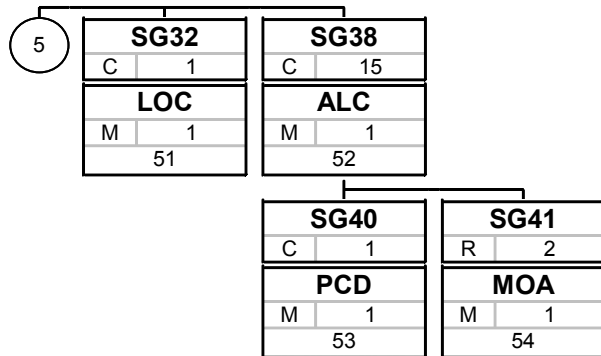 5
SG32 SG38
C 1 C 15
LOC ALC
M 1 M 1
51 52
SG40 SG41
C 1 R 2
PCD MOA
M 1 M 1
53 54